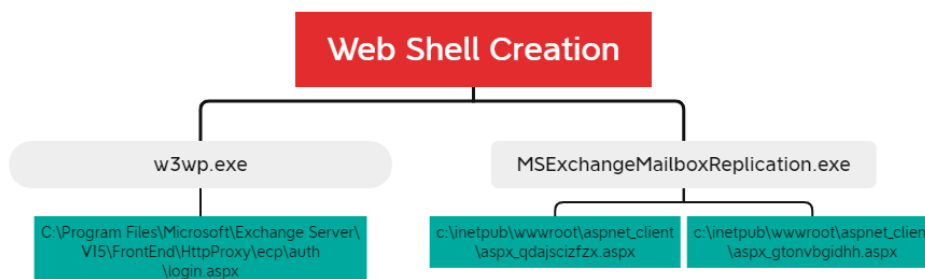 Web Shell Creation
w3wp.exe
MSExchangeMailboxReplication.exe
C:\Program Files\Microsoft\Exchange Server\
V15\FrontEnd\HttpProxy\ecp\auth
\login.aspx
c:\inetpub\wwwroot\aspnet_client
\aspx_qdajscizfzx.aspx
c:\inetpub\wwwroot\aspnet_client
\aspx_gtonvbgidhh.aspx